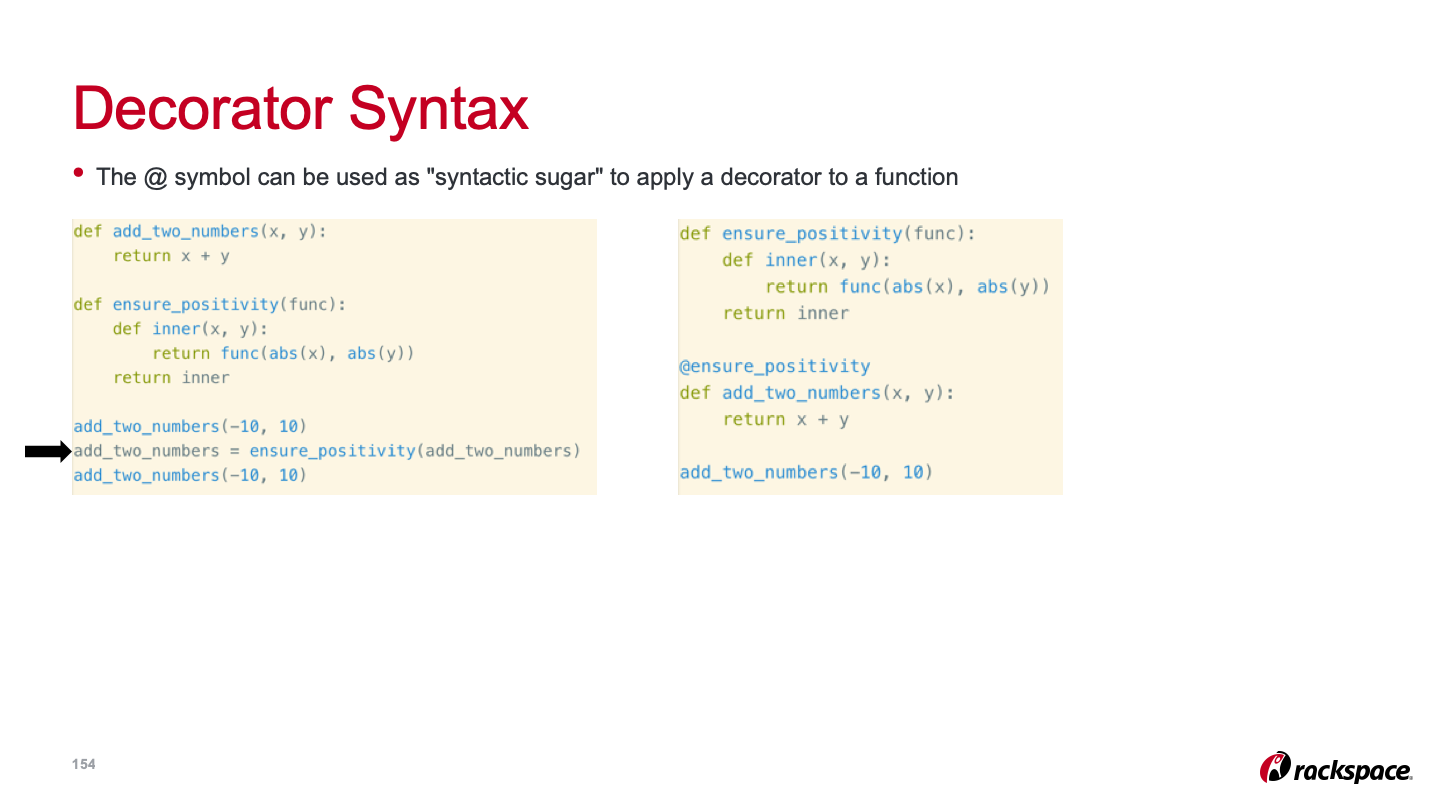 Decorator Syntax
• The @ symbol can be used as "syntactic sugar" to apply a decorator to a function
def add_two_numbers(x, y):
    return x + y

def ensure_positivity(func):
    def inner(x, y):
        return func(abs(x), abs(y))
    return inner

add_two_numbers(-10, 10)
add_two_numbers = ensure_positivity(add_two_numbers)
add_two_numbers(-10, 10)

def ensure_positivity(func):
    def inner(x, y):
        return func(abs(x), abs(y))
    return inner

@ensure_positivity
def add_two_numbers(x, y):
    return x + y

add_two_numbers(-10, 10)
154
rackspace.